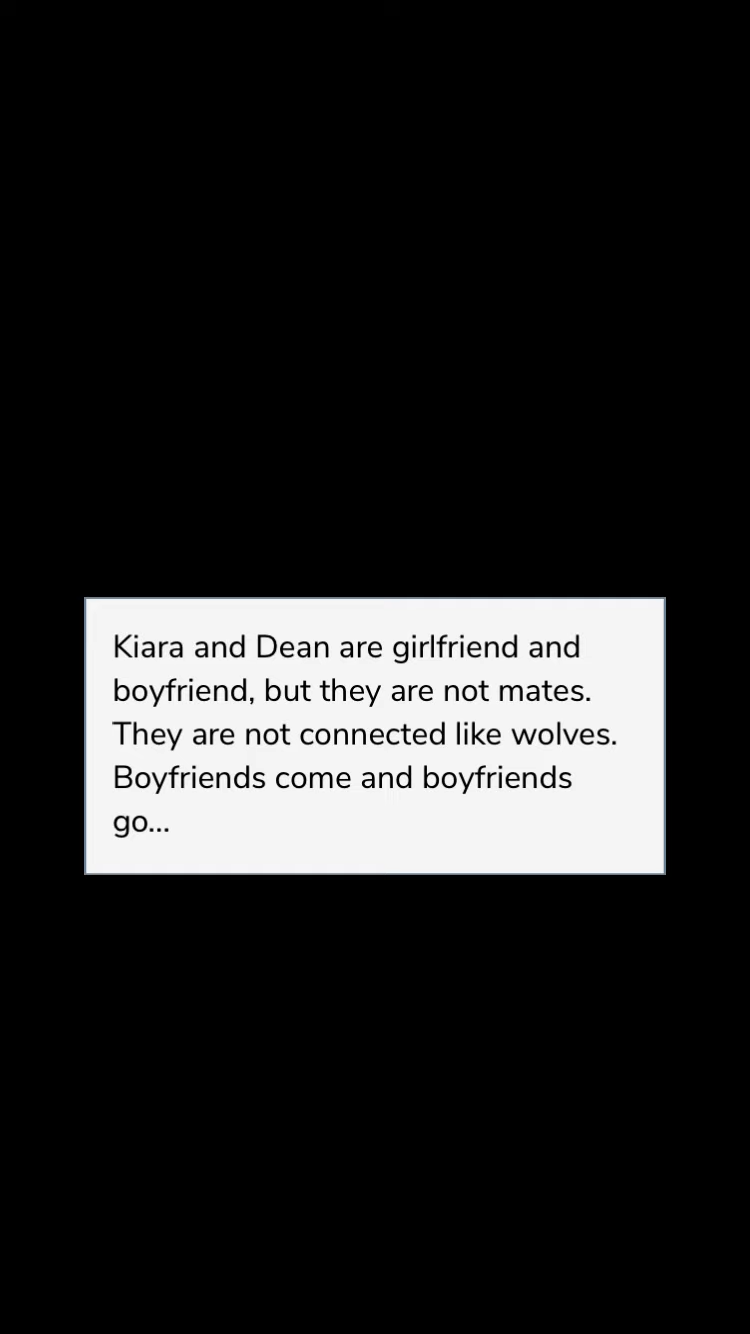 Kiara and Dean are girlfriend and
boyfriend, but they are not mates.
They are not connected like wolves.
Boyfriends come and boyfriends
go...